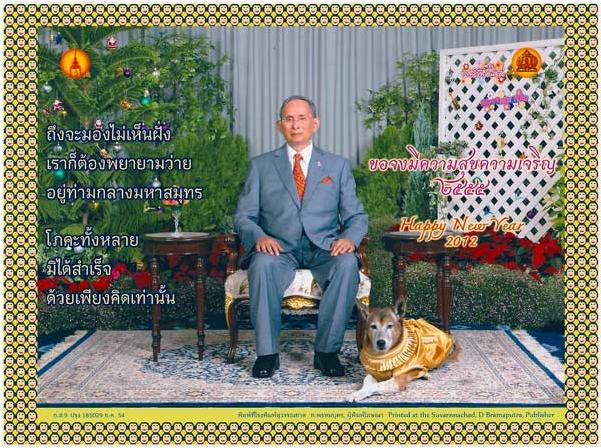 ถึงจะมองไม่เห็นฝั่ง
เราก็ต้องพยายามว่าย
อยู่ท่ามกลางมหาสมุทร
โภคะทั้งหลาย
มิได้สำเร็จ
ด้วยเพียงคิดเท่านั้น
ขอจงมีความสุขความเจริญ
๒๕๕๕
Happy New Year
2012
ก.ส.9 ปรุง 185029 ธ.ค. 54
พิมพ์ที่โรงพิมพ์สุวรรณชาด ท.พรหมบุตร, ผู้พิมพ์โฆษณา Printed at the Suvarnnachad, D Bramaputra, Publisher